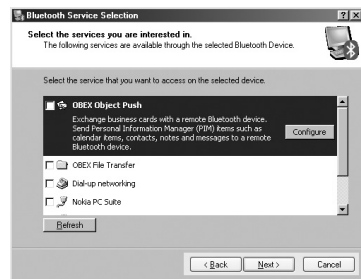 Bluetooth Service Selection
Select the services you are interested in.
The following services are available through the selected Bluetooth Device.
Select the service that you want to access on the selected device.
OBEX Object Push
Exchange business cards with a remote Bluetooth device.
Send Personal Information Manager (PIM) items such as
calendar items, contacts, notes and messages to a remote
Bluetooth device.
Configure
OBEX File Transfer
Dial-up networking
Nokia PC Suite
Refresh
< Back
Next >
Cancel